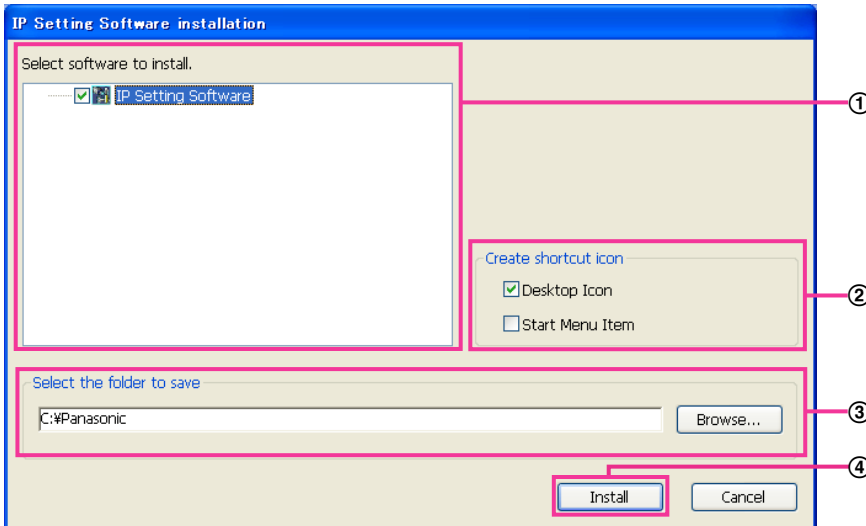 IP Setting Software installation
Select software to install.
IP Setting Software
①
Create shortcut icon
Desktop Icon
②
Start Menu Item
Select the folder to save
C:¥Panasonic
Browse...
③
④
Install
Cancel